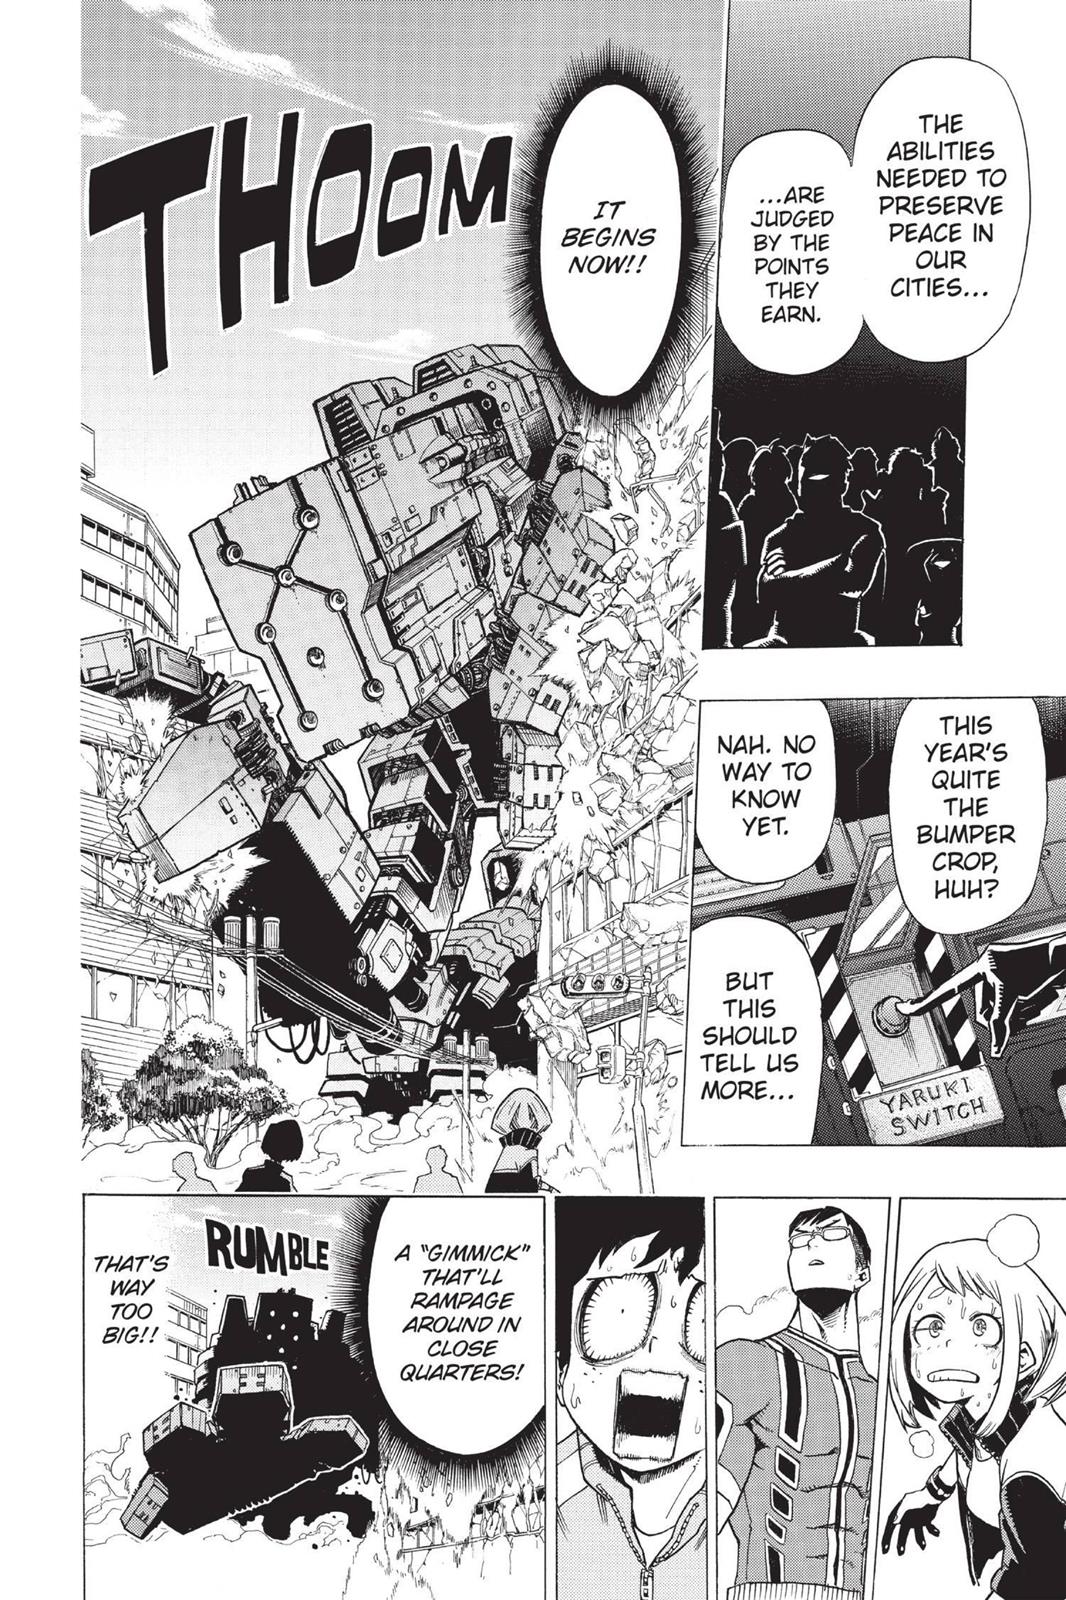 THE
ABILITIES
NEEDED TO
PRESERVE
PEACE IN
OUR
CITIES...
...ARE
JUDGED
BY THE
POINTS
THEY
EARN.
THIS
YEAR'S
QUITE
THE
BUMPER
CROP,
HUH?
NAH. NO
WAY TO
KNOW
YET.
BUT
THIS
SHOULD
TELL US
MORE...
YARUKI
SWITCH
IT
BEGINS
NOW!!
THOOM
A "GIMMICK"
THAT'LL
RAMPAGE
AROUND IN
CLOSE
QUARTERS!
RUMBLE
THAT'S
WAY
TOO
BIG!!